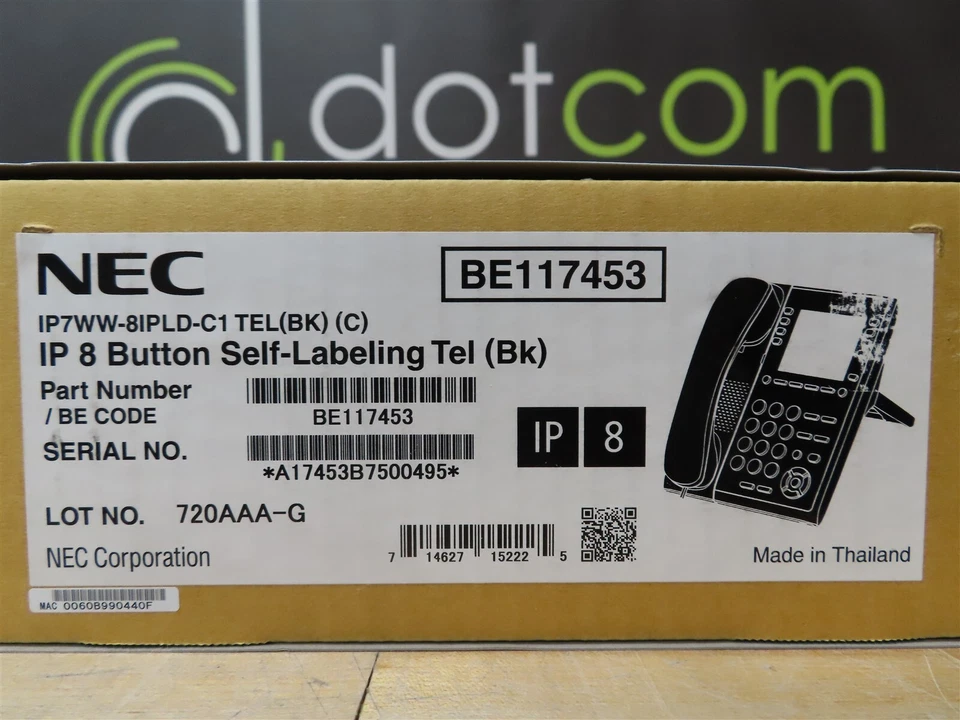 dotcom
NEC
BE117453
IP7WW-8IPLD-C1 TEL(BK) (C)
IP 8 Button Self-Labeling Tel (Bk)
Part Number
/ BE CODE
BE117453
SERIAL NO.
*A17453B7500495*
IP 8
LOT NO. 720AAA-G
7 14627 15222 5
NEC Corporation
Made in Thailand
MAC 0060B990440F